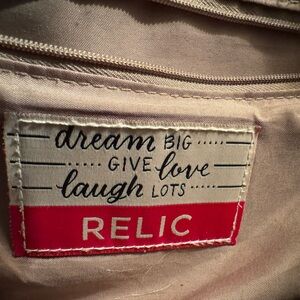 dream BIG
GIVE love
laugh LOTS
RELIC